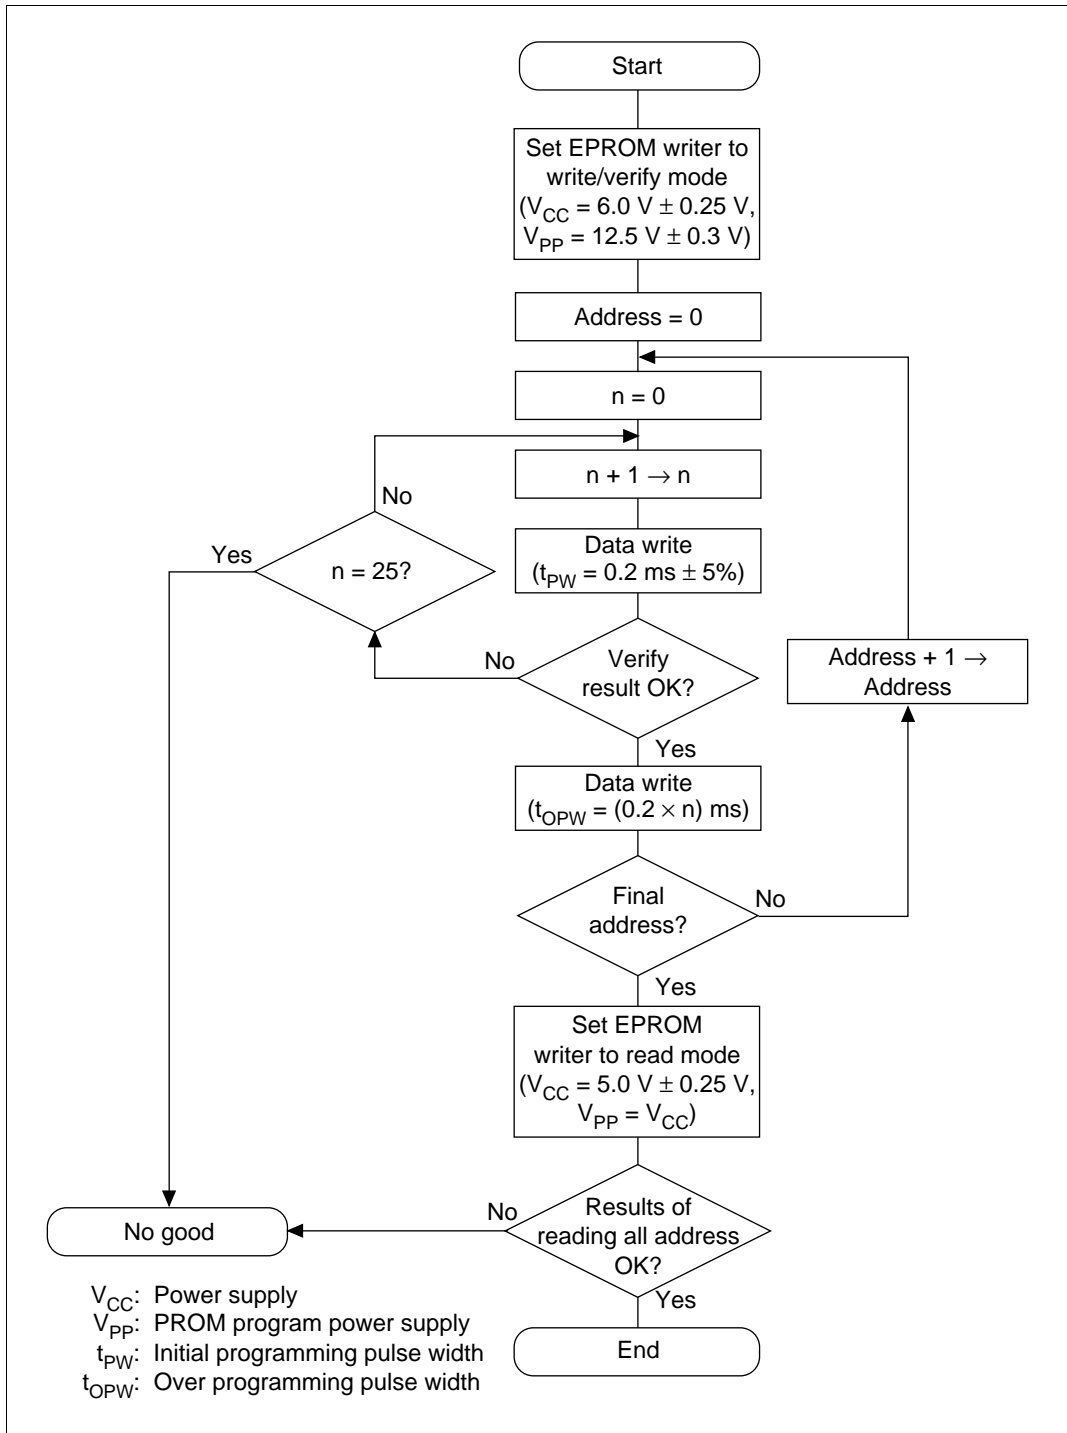 Start
Set EPROM writer to
write/verify mode
(VCC = 6.0 V ± 0.25 V,
VPP = 12.5 V ± 0.3 V)
Address = 0
n = 0
n + 1 → n
No
Yes
n = 25?
Data write
(tPW = 0.2 ms ± 5%)
No
Verify
result OK?
Address + 1 →
Address
Yes
Data write
(tOPW = (0.2 × n) ms)
Final
address?
No
Yes
Set EPROM
writer to read mode
(VCC = 5.0 V ± 0.25 V,
VPP = VCC)
No good
No
Results of
reading all address
OK?
Yes
End
VCC: Power supply
VPP: PROM program power supply
tPW: Initial programming pulse width
tOPW: Over programming pulse width